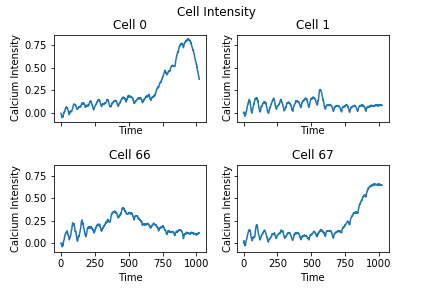 Cell Intensity
Cell 0
Cell 1
Calcium Intensity
0.75
0.50
0.25
0.00
Time
Calcium Intensity
Time
Cell 66
Cell 67
Calcium Intensity
0.75
0.50
0.25
0.00
0 250 500 750 1000
Time
Calcium Intensity
0 250 500 750 1000
Time